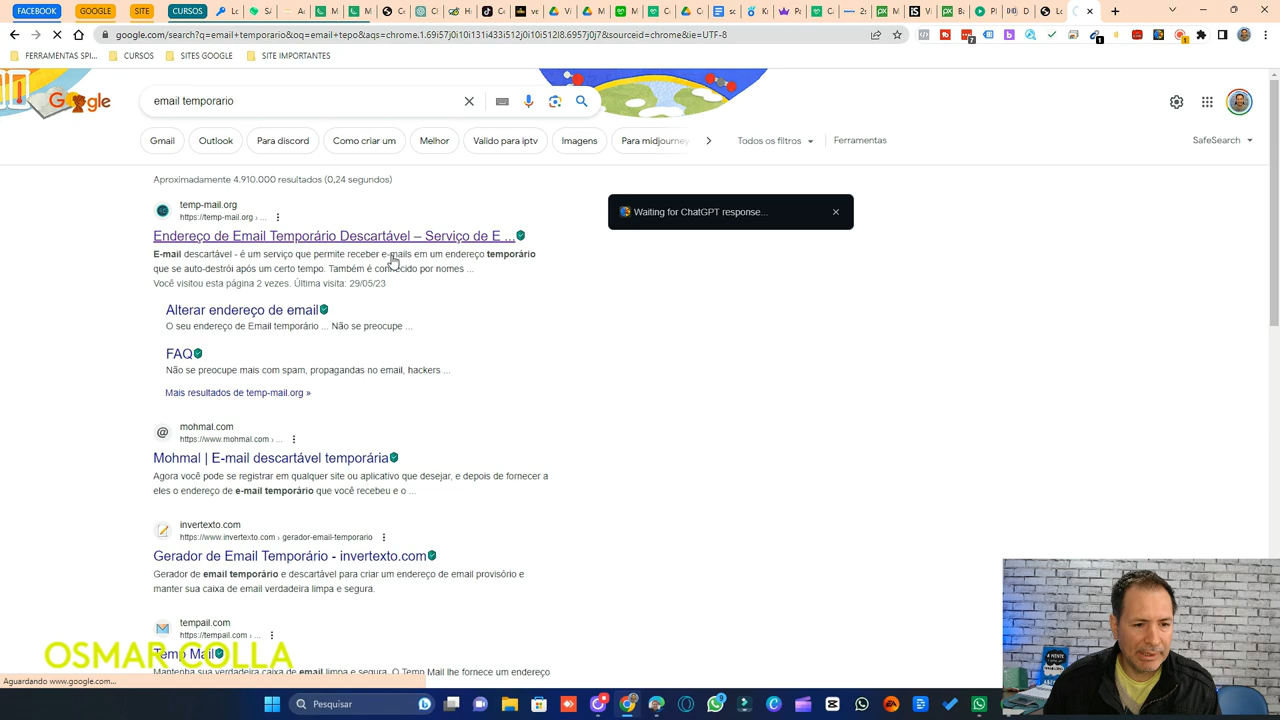 FACEBOOK GOOGLE SITE CURSOS
google.com/search?q=email+temporario&oq=email+tepo&aqs=chrome.1.69i57j0i10i131i433i512j0i10i512l8.6957j0j7&sourceid=chrome&ie=UTF-8
FERRAMENTAS SPI... CURSOS SITES GOOGLE SITE IMPORTANTES
Google
email temporario
Gmail Outlook Para discord Como criar um Melhor Valido para iptv Imagens Para midjourney Todos os filtros Ferramentas SafeSearch
Aproximadamente 4.910.000 resultados (0,24 segundos)
temp-mail.org
https://temp-mail.org › ...
Waiting for ChatGPT response...
Endereço de Email Temporário Descartável – Serviço de E ...
E-mail descartável - é um serviço que permite receber e-mails em um endereço temporário
que se auto-destrói após um certo tempo. Também é conhecido por nomes ...
Você visitou esta página 2 vezes. Última visita: 29/05/23
Alterar endereço de email
O seu endereço de Email temporário ... Não se preocupe ...
FAQ
Não se preocupe mais com spam, propagandas no email, hackers ...
Mais resultados de temp-mail.org »
mohmal.com
https://www.mohmal.com › ...
Mohmal | E-mail descartável temporária
Agora você pode se registrar em qualquer site ou aplicativo que desejar, e depois de fornecer a
eles o endereço de e-mail temporário que você recebeu e o ...
invertexto.com
https://www.invertexto.com › gerador-email-temporario
Gerador de Email Temporário - invertexto.com
Gerador de email temporário e descartável para criar um endereço de email provisório e
manter sua caixa de email verdadeira limpa e segura.
tempail.com
https://tempail.com › ...
Temp Mail
OSMAR COLLA
Mantenha sua verdadeira caixa de email limpa e segura. O Temp Mail lhe fornece um endereço
Aguardando www.google.com...
Pesquisar